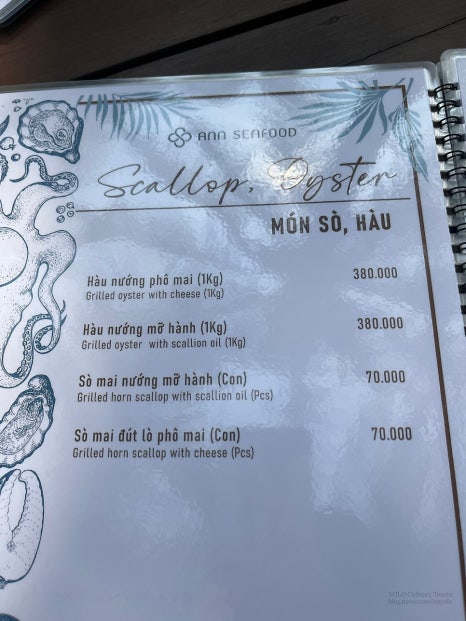 ANN SEAFOOD
Scallop, Oyster
MÓN SÒ, HÀU
Hàu nướng phô mai (1Kg) 380.000
Grilled oyster with cheese (1Kg)
Hàu nướng mỡ hành (1Kg) 380.000
Grilled oyster with scallion oil (1Kg)
Sò mai nướng mỡ hành (Con) 70.000
Grilled horn scallop with scallion oil (Pcs)
Sò mai đút lò phô mai (Con) 70.000
Grilled horn scallop with cheese (Pcs)
YOLO Culinary Tourist